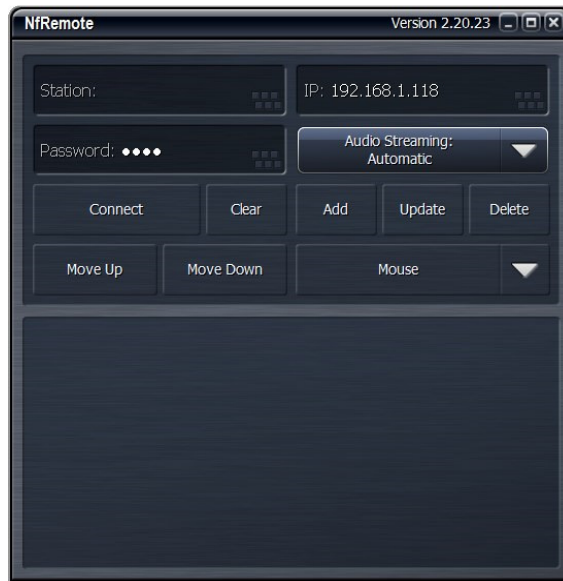 NfRemote Version 2.20.23
Station: IP: 192.168.1.118
Password: ●●●● Audio Streaming:
Automatic
Connect Clear Add Update Delete
Move Up Move Down Mouse